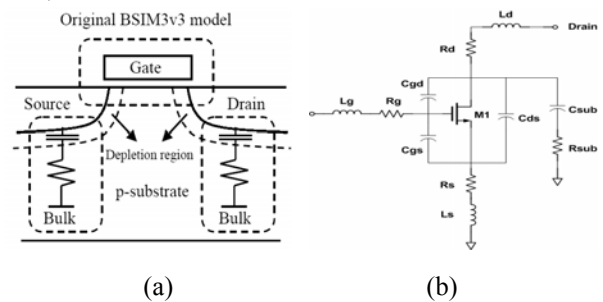 Original BSIM3v3 model
Gate
Source
Drain
Depletion region
p-substrate
Bulk
Bulk
(a)
Ld
Drain
Rd
Cgd
Lg
Rg
M1
Cds
Csub
Cgs
Rsub
Rs
Ls
(b)